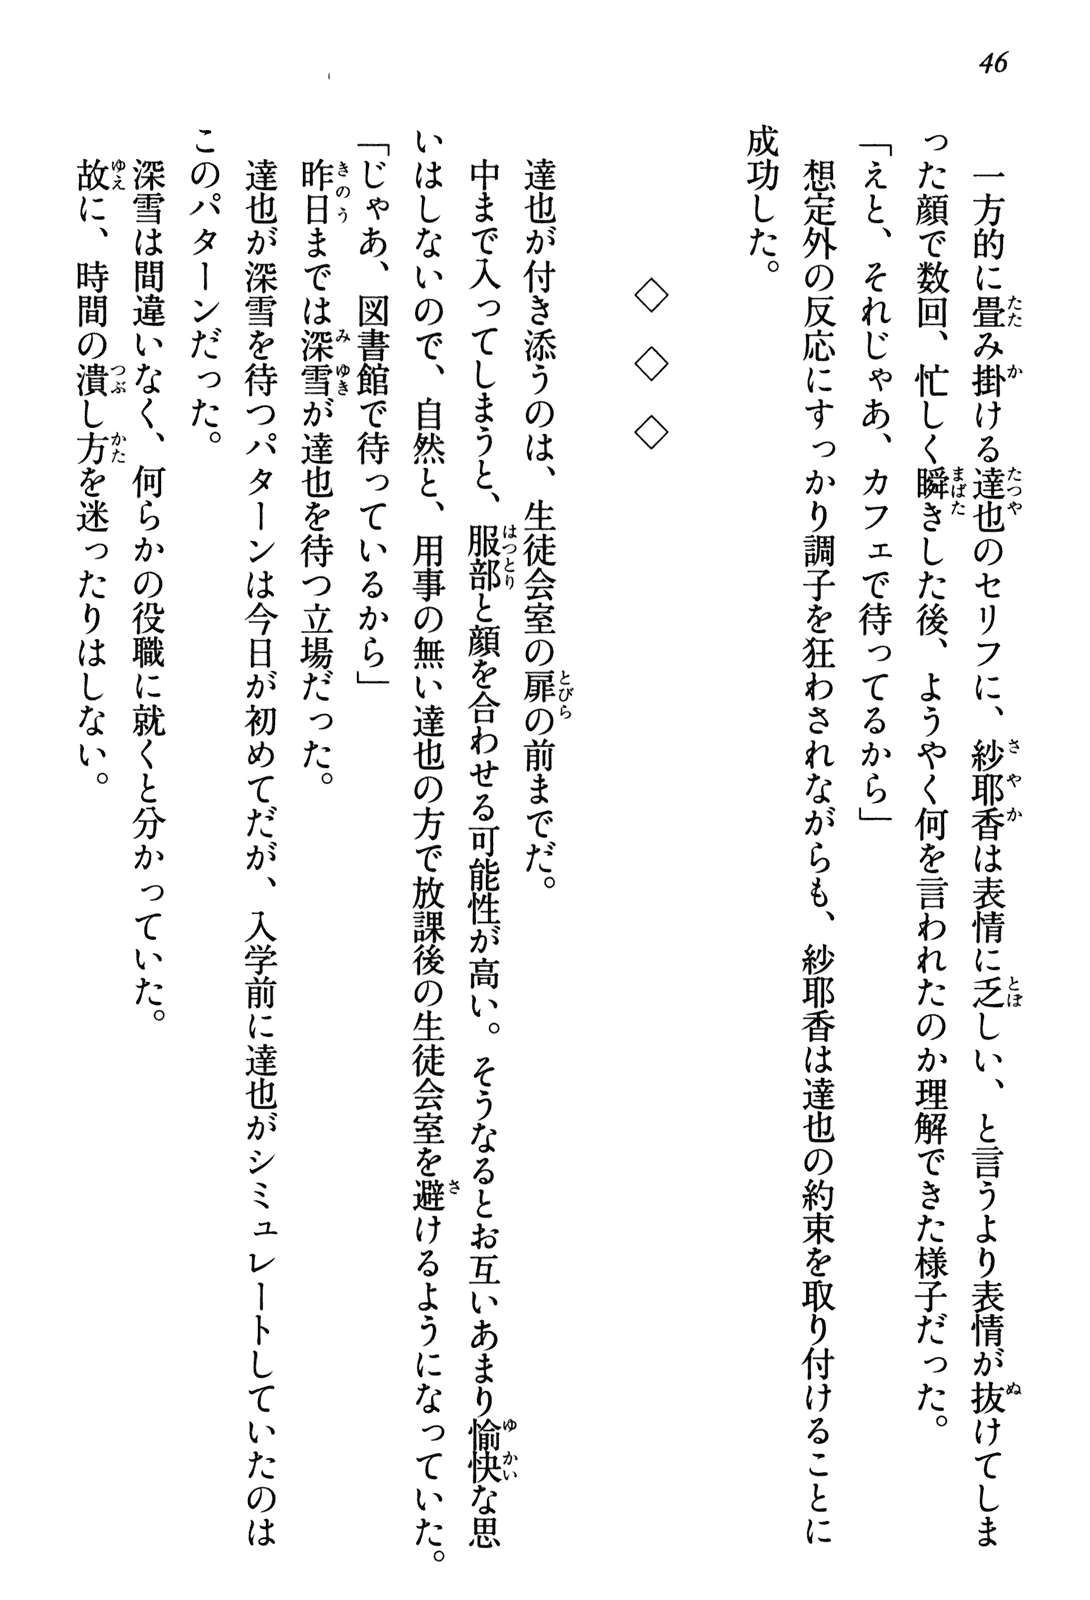 46
一方的に畳み掛ける達也のセリフに、紗耶香は表情に乏しい、と言うより表情が抜けてしま
った顔で数回、忙しく瞬きした後、ようやく何を言われたのか理解できた様子だった。
「えと、それじゃあ、カフェで待ってるから」
想定外の反応にすっかり調子を狂わされながらも、紗耶香は達也の約束を取り付けることに
成功した。
◇ ◇ ◇
達也が付き添うのは、生徒会室の扉の前までだ。
中まで入ってしまうと、服部と顔を合わせる可能性が高い。そうなるとお互いあまり愉快な思
いはしないので、自然と、用事の無い達也の方で放課後の生徒会室を避けるようになっていた。
「じゃあ、図書館で待っているから」
昨日までは深雪が達也を待つ立場だった。
達也が深雪を待つパターンは今日が初めてだが、入学前に達也がシミュレートしていたのは
このパターンだった。
深雪は間違いなく、何らかの役職に就くと分かっていた。
故に、時間の潰し方を迷ったりはしない。